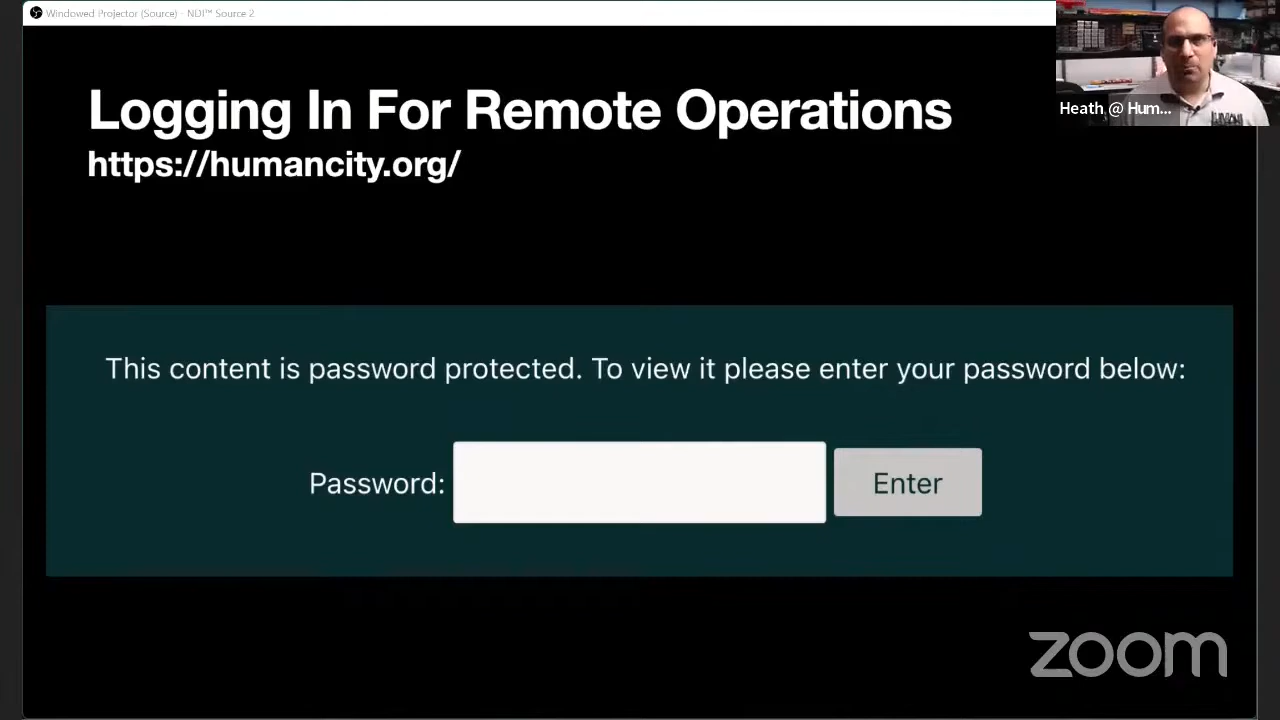 Windowed Projector (Source) - NDI™ Source 2
Logging In For Remote Operations
https://humancity.org/
Heath @ Hum...
This content is password protected. To view it please enter your password below:
Password:
Enter
zoom